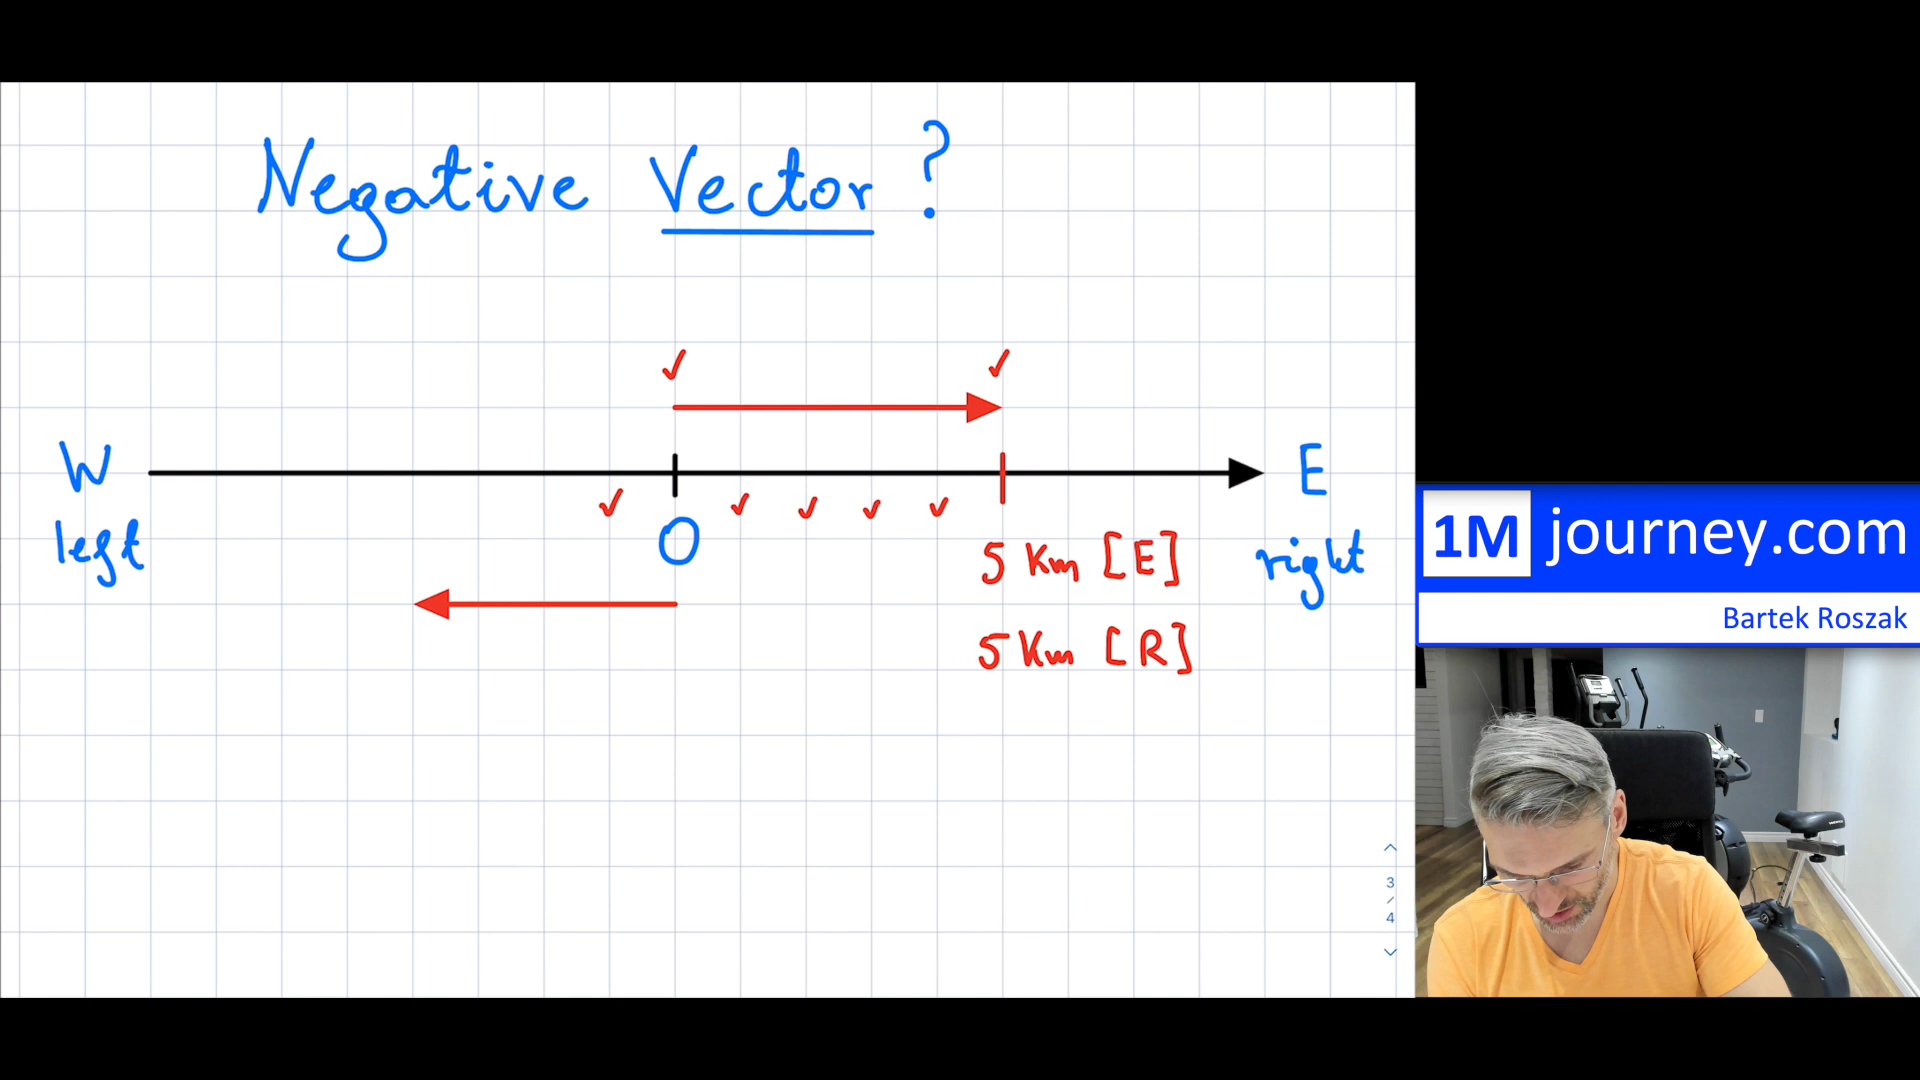 Negative Vector ?
W
E
left
O
right
5 Km [E]
5 Km [R]
1M journey.com
Bartek Roszak
3
/
4